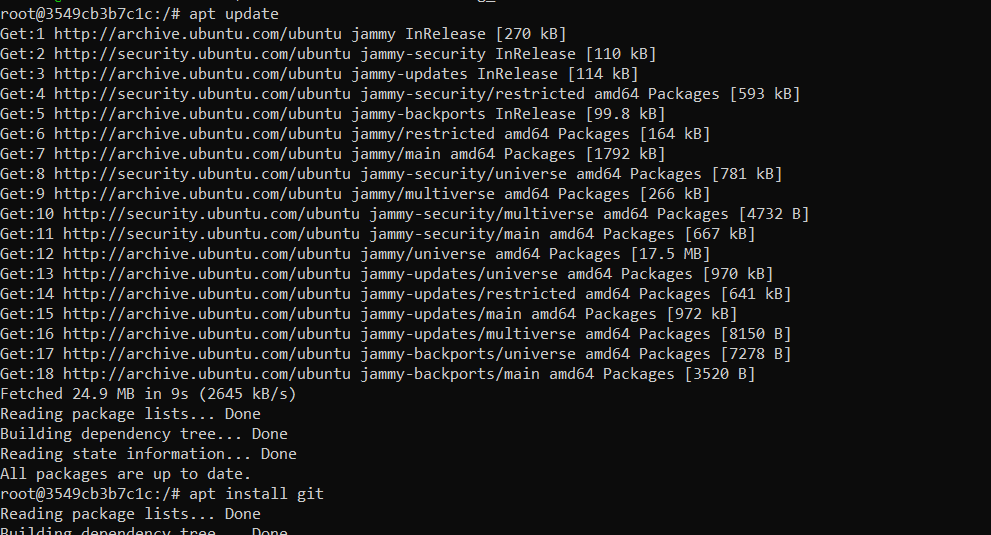 root@3549cb3b7c1c:/# apt update
Get:1 http://archive.ubuntu.com/ubuntu jammy InRelease [270 kB]
Get:2 http://security.ubuntu.com/ubuntu jammy-security InRelease [110 kB]
Get:3 http://archive.ubuntu.com/ubuntu jammy-updates InRelease [114 kB]
Get:4 http://security.ubuntu.com/ubuntu jammy-security/restricted amd64 Packages [593 kB]
Get:5 http://archive.ubuntu.com/ubuntu jammy-backports InRelease [99.8 kB]
Get:6 http://archive.ubuntu.com/ubuntu jammy/restricted amd64 Packages [164 kB]
Get:7 http://archive.ubuntu.com/ubuntu jammy/main amd64 Packages [1792 kB]
Get:8 http://security.ubuntu.com/ubuntu jammy-security/universe amd64 Packages [781 kB]
Get:9 http://archive.ubuntu.com/ubuntu jammy/multiverse amd64 Packages [266 kB]
Get:10 http://security.ubuntu.com/ubuntu jammy-security/multiverse amd64 Packages [4732 B]
Get:11 http://security.ubuntu.com/ubuntu jammy-security/main amd64 Packages [667 kB]
Get:12 http://archive.ubuntu.com/ubuntu jammy/universe amd64 Packages [17.5 MB]
Get:13 http://archive.ubuntu.com/ubuntu jammy-updates/universe amd64 Packages [970 kB]
Get:14 http://archive.ubuntu.com/ubuntu jammy-updates/restricted amd64 Packages [641 kB]
Get:15 http://archive.ubuntu.com/ubuntu jammy-updates/main amd64 Packages [972 kB]
Get:16 http://archive.ubuntu.com/ubuntu jammy-updates/multiverse amd64 Packages [8150 B]
Get:17 http://archive.ubuntu.com/ubuntu jammy-backports/universe amd64 Packages [7278 B]
Get:18 http://archive.ubuntu.com/ubuntu jammy-backports/main amd64 Packages [3520 B]
Fetched 24.9 MB in 9s (2645 kB/s)
Reading package lists... Done
Building dependency tree... Done
Reading state information... Done
All packages are up to date.
root@3549cb3b7c1c:/# apt install git
Reading package lists... Done
Building dependency tree... Done